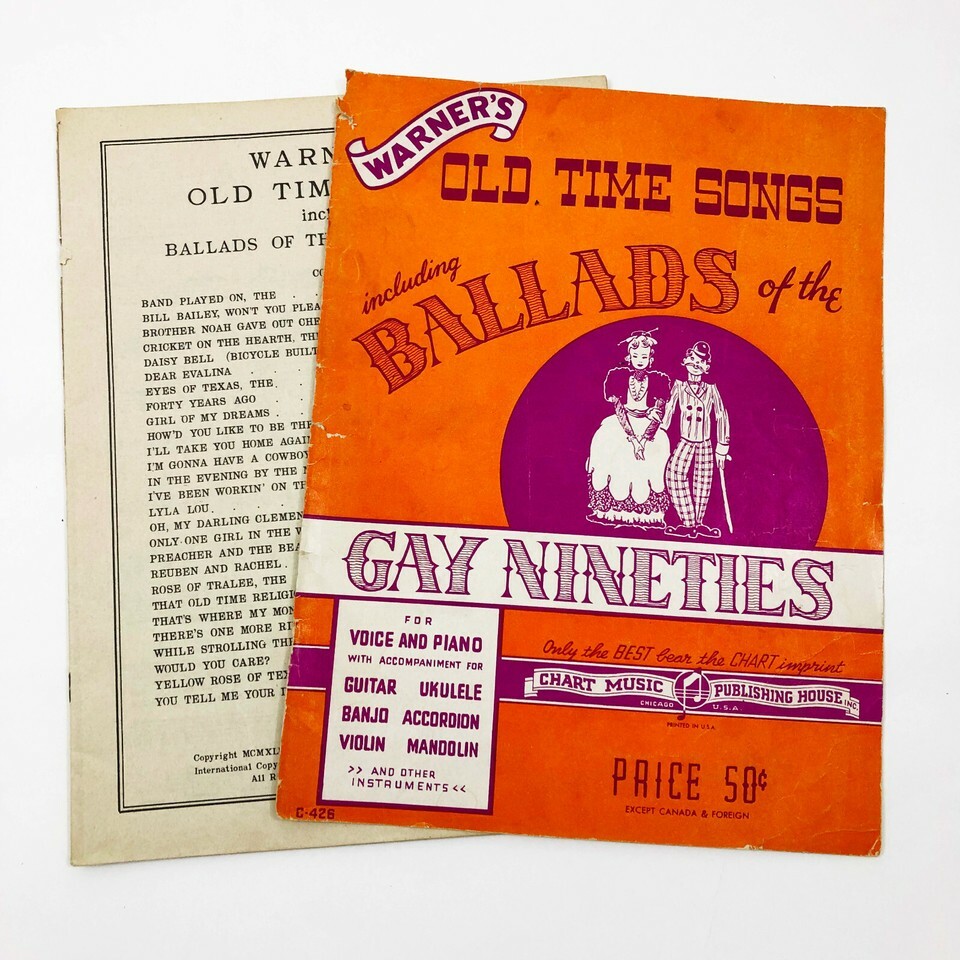 WARN
OLD TIM
incl
BALLADS OF TH
CO
BAND PLAYED ON, THE . .
BILL BAILEY, WON'T YOU PLEA
BROTHER NOAH GAVE OUT CHE
CRICKET ON THE HEARTH, THE
DAISY BELL (BICYCLE BUILT
DEAR EVALINA . . . .
EYES OF TEXAS, THE . . .
FORTY YEARS AGO . . .
GIRL OF MY DREAMS . . .
HOW'D YOU LIKE TO BE THE
I'LL TAKE YOU HOME AGAI
I'M GONNA HAVE A COWBOY
IN THE EVENING BY THE M
I'VE BEEN WORKIN' ON TH
LYLA LOU. . . . .
OH, MY DARLING CLEMEN
ONLY ONE GIRL IN THE W
PREACHER AND THE BEA
REUBEN AND RACHEL .
ROSE OF TRALEE, THE
THAT OLD TIME RELIGIO
THAT'S WHERE MY MON
THERE'S ONE MORE RI
WHILE STROLLING THE
WOULD YOU CARE?
YELLOW ROSE OF TEX
YOU TELL ME YOUR D
Copyright MCMXL
International Copy
All R
WARNER'S
OLD TIME SONGS
including
BALLADS of the
GAY NINETIES
FOR
VOICE AND PIANO
WITH ACCOMPANIMENT FOR
GUITAR UKULELE
BANJO ACCORDION
VIOLIN MANDOLIN
>> AND OTHER
INSTRUMENTS <<
C-426
Only the BEST bear the CHART imprint
CHART MUSIC PUBLISHING HOUSE INC.
CHICAGO U.S.A.
PRINTED IN U.S.A.
PRICE 50¢
EXCEPT CANADA & FOREIGN